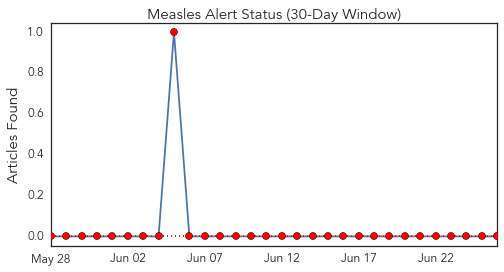 Measles Alert Status (30-Day Window)
Articles Found
1.0
0.8
0.6
0.4
0.2
0.0
May 28
Jun 02
Jun 07
Jun 12
Jun 17
Jun 22